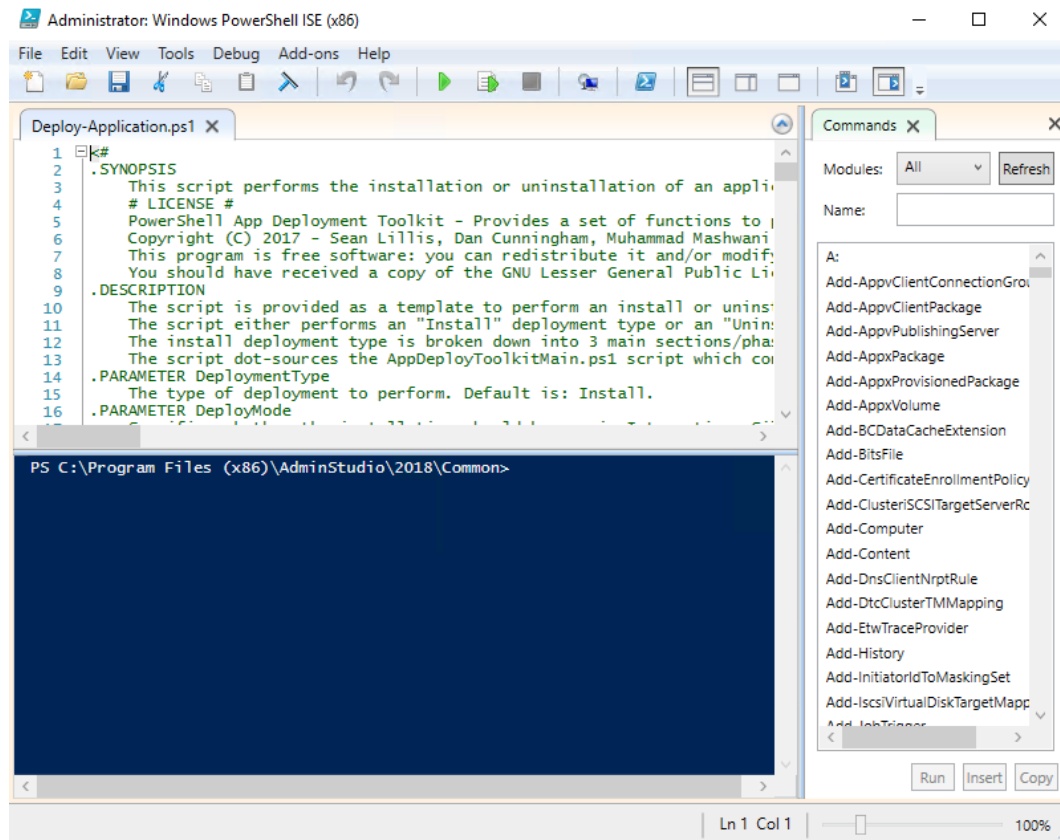 Administrator: Windows PowerShell ISE (x86)
File Edit View Tools Debug Add-ons Help
Deploy-Application.ps1
1 <#
2 .SYNOPSIS
3 This script performs the installation or uninstallation of an appli
4 # LICENSE #
5 PowerShell App Deployment Toolkit - Provides a set of functions to
6 Copyright (C) 2017 - Sean Lillis, Dan Cunningham, Muhammad Mashwani
7 This program is free software: you can redistribute it and/or modify
8 You should have received a copy of the GNU Lesser General Public Li
9 .DESCRIPTION
10 The script is provided as a template to perform an install or unins
11 The script either performs an "Install" deployment type or an "Unins
12 The install deployment type is broken down into 3 main sections/pha
13 The script dot-sources the AppDeployToolkitMain.ps1 script which co
14 .PARAMETER DeploymentType
15 The type of deployment to perform. Default is: Install.
16 .PARAMETER DeployMode
PS C:\Program Files (x86)\AdminStudio\2018\Common>
Commands
Modules: All Refresh
Name:
A:
Add-AppvClientConnectionGrou
Add-AppvClientPackage
Add-AppvPublishingServer
Add-AppxPackage
Add-AppxProvisionedPackage
Add-AppxVolume
Add-BCDataCacheExtension
Add-BitsFile
Add-CertificateEnrollmentPolicy
Add-ClusteriSCSITargetServerRo
Add-Computer
Add-Content
Add-DnsClientNrptRule
Add-DtcClusterTMMapping
Add-EtwTraceProvider
Add-History
Add-InitiatorIdToMaskingSet
Add-IscsiVirtualDiskTargetMapp
Add-JobTrigger
Run Insert Copy
Ln 1 Col 1 100%